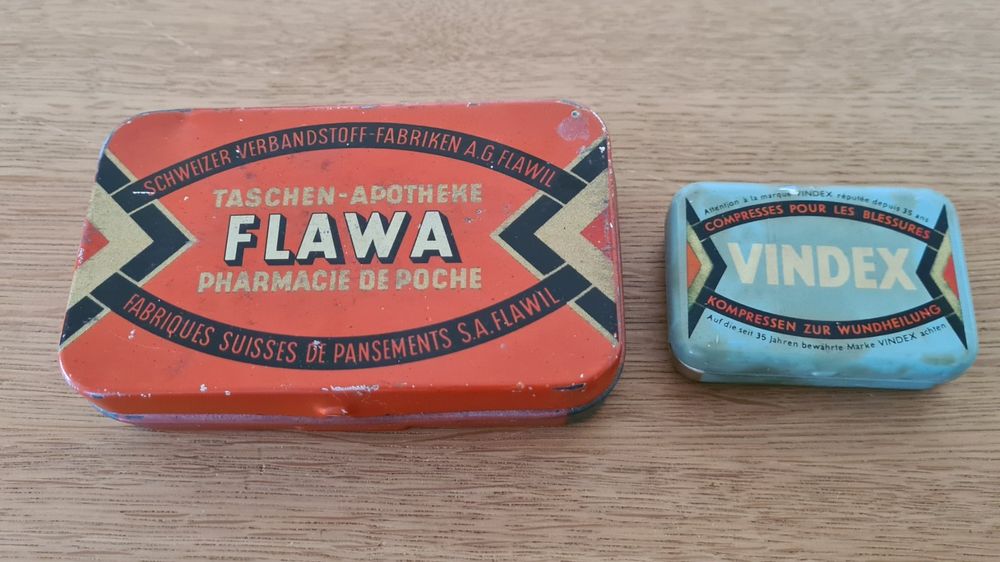 SCHWEIZER VERBANDSTOFF-FABRIKEN A.G. FLAWIL
TASCHEN-APOTHEKE
FLAWA
PHARMACIE DE POCHE
FABRIQUES SUISSES DE PANSEMENTS S.A. FLAWIL
Attention à la marque VINDEX réputée depuis 35 ans
COMPRESSES POUR LES BLESSURES
VINDEX
KOMPRESSEN ZUR WUNDHEILUNG
Auf die seit 35 Jahren bewährte Marke VINDEX achten